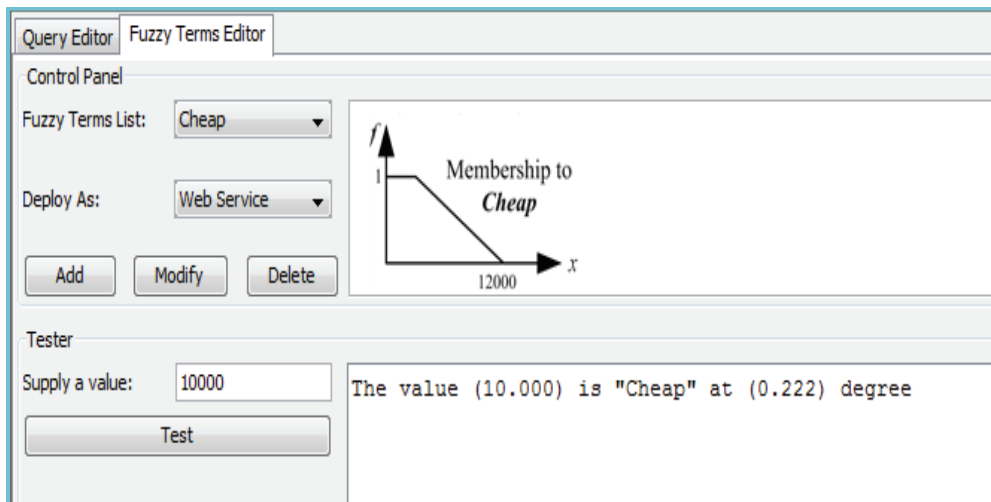 Query Editor
Fuzzy Terms Editor
Control Panel
Fuzzy Terms List:
Cheap
Deploy As:
Web Service
Add
Modify
Delete
f
1
Membership to
Cheap
x
12000
Tester
Supply a value:
10000
Test
The value (10.000) is "Cheap" at (0.222) degree